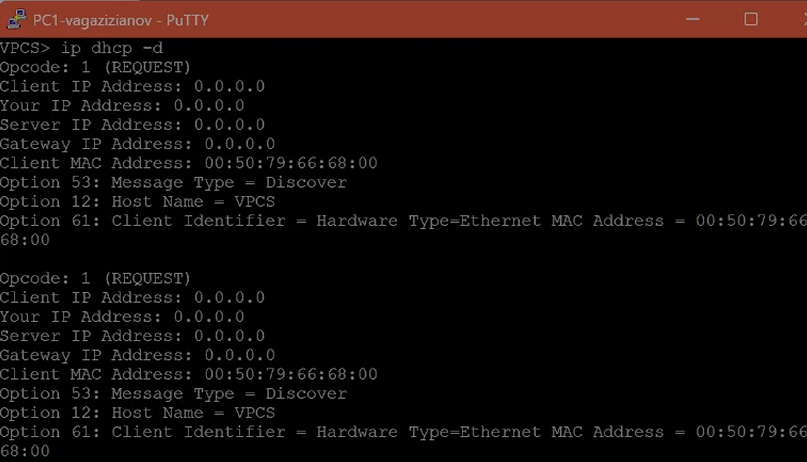 PC1-vagazizianov - PuTTY
VPCS> ip dhcp -d
Opcode: 1 (REQUEST)
Client IP Address: 0.0.0.0
Your IP Address: 0.0.0.0
Server IP Address: 0.0.0.0
Gateway IP Address: 0.0.0.0
Client MAC Address: 00:50:79:66:68:00
Option 53: Message Type = Discover
Option 12: Host Name = VPCS
Option 61: Client Identifier = Hardware Type=Ethernet MAC Address = 00:50:79:66
68:00
Opcode: 1 (REQUEST)
Client IP Address: 0.0.0.0
Your IP Address: 0.0.0.0
Server IP Address: 0.0.0.0
Gateway IP Address: 0.0.0.0
Client MAC Address: 00:50:79:66:68:00
Option 53: Message Type = Discover
Option 12: Host Name = VPCS
Option 61: Client Identifier = Hardware Type=Ethernet MAC Address = 00:50:79:66
68:00